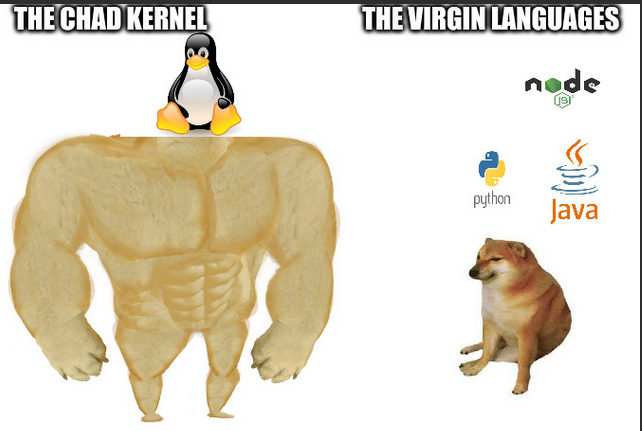 THE CHAD KERNEL
THE VIRGIN LANGUAGES
node
JS
python
Java